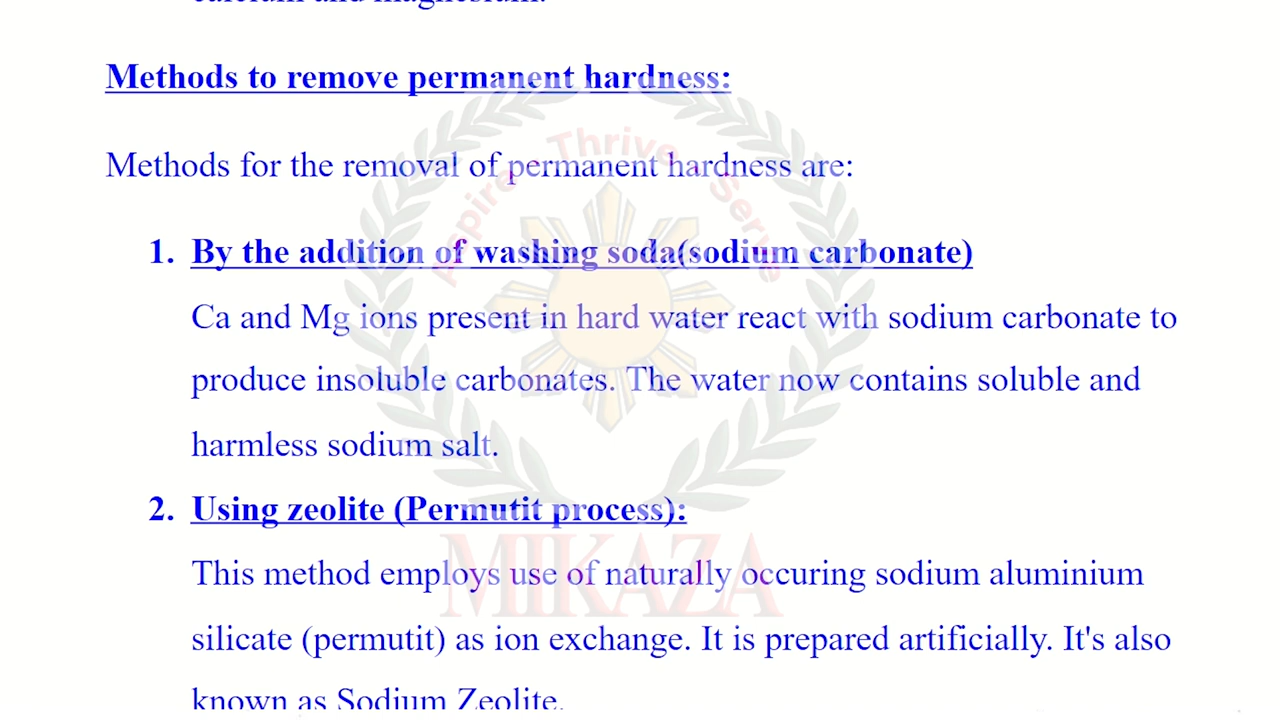 calcium and magnesium.
Methods to remove permanent hardness:
Methods for the removal of permanent hardness are:
1. By the addition of washing soda(sodium carbonate)
Ca and Mg ions present in hard water react with sodium carbonate to
produce insoluble carbonates. The water now contains soluble and
harmless sodium salt.
2. Using zeolite (Permutit process):
This method employs use of naturally occuring sodium aluminium
silicate (permutit) as ion exchange. It is prepared artificially. It's also
known as Sodium Zeolite.
Aspire Thrive Serve
MIKAZA